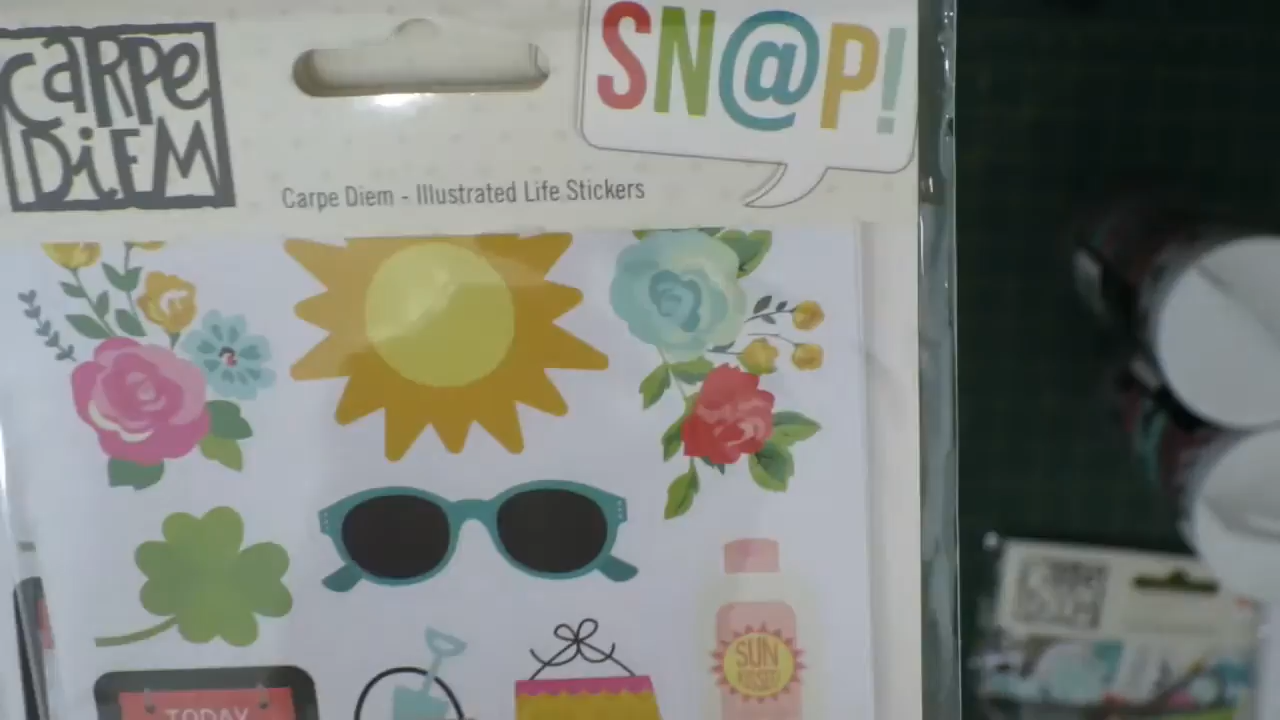 CARPE
DIEM
SN@P!
Carpe Diem - Illustrated Life Stickers
SUN
TODAY